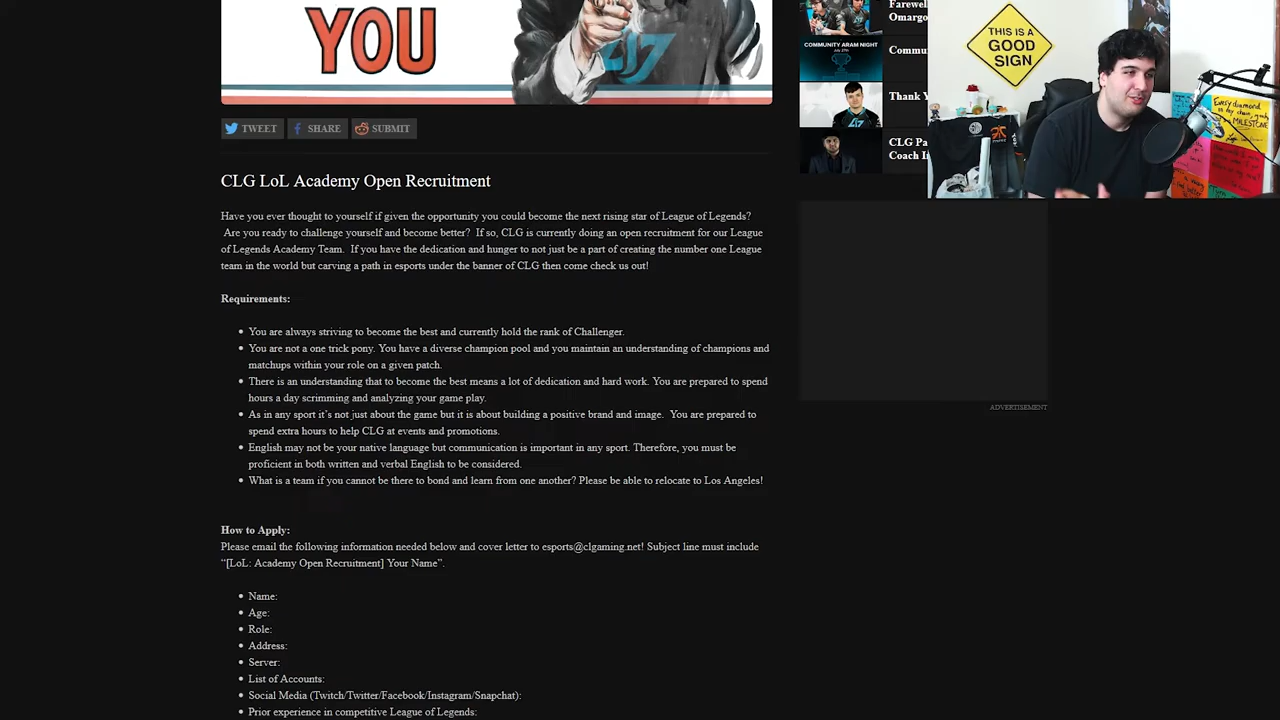 YOU
TWEET
SHARE
SUBMIT
CLG LoL Academy Open Recruitment
Have you ever thought to yourself if given the opportunity you could become the next rising star of League of Legends?
Are you ready to challenge yourself and become better?  If so, CLG is currently doing an open recruitment for our League
of Legends Academy Team.  If you have the dedication and hunger to not just be a part of creating the number one League
team in the world but carving a path in esports under the banner of CLG then come check us out!
Requirements:
You are always striving to become the best and currently hold the rank of Challenger.
You are not a one trick pony. You have a diverse champion pool and you maintain an understanding of champions and
matchups within your role on a given patch.
There is an understanding that to become the best means a lot of dedication and hard work. You are prepared to spend
hours a day scrimming and analyzing your game play.
As in any sport it’s not just about the game but it is about building a positive brand and image.  You are prepared to
spend extra hours to help CLG at events and promotions.
English may not be your native language but communication is important in any sport. Therefore, you must be
proficient in both written and verbal English to be considered.
What is a team if you cannot be there to bond and learn from one another? Please be able to relocate to Los Angeles!
How to Apply:
Please email the following information needed below and cover letter to esports@clgaming.net! Subject line must include
“[LoL: Academy Open Recruitment] Your Name”.
Name:
Age:
Role:
Address:
Server:
List of Accounts:
Social Media (Twitch/Twitter/Facebook/Instagram/Snapchat):
Prior experience in competitive League of Legends:
Farewell
Omargo
COMMUNITY ARAM NIGHT
Commu
Thank Y
CLG Pa
Coach I
ADVERTISEMENT
THIS IS A
GOOD
SIGN
FNATIC
MILESTONE